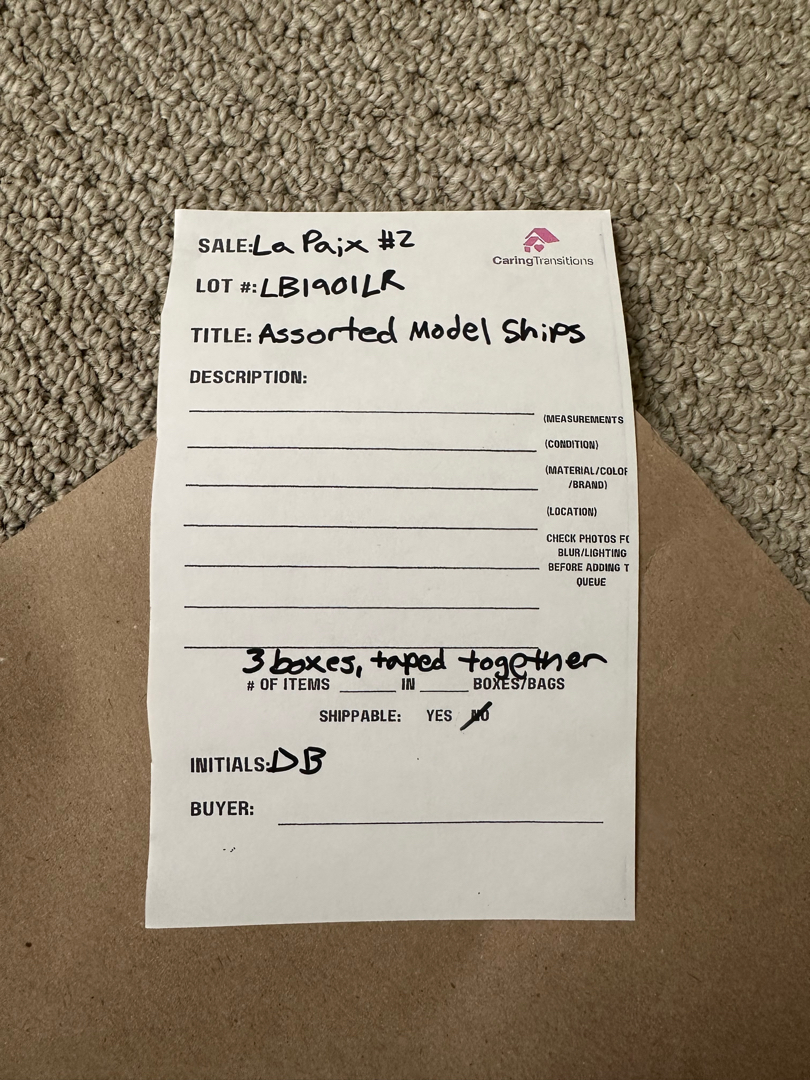 SALE: La Paix #2
CaringTransitions
LOT #: LB1901LR
TITLE: Assorted Model Ships
DESCRIPTION:
(MEASUREMENTS
(CONDITION)
(MATERIAL/COLOR
/BRAND)
(LOCATION)
CHECK PHOTOS FO
BLUR/LIGHTING
BEFORE ADDING T
QUEUE
3 boxes, taped together
# OF ITEMS ____ IN ____ BOXES/BAGS
SHIPPABLE: YES NO
INITIALS: DB
BUYER: